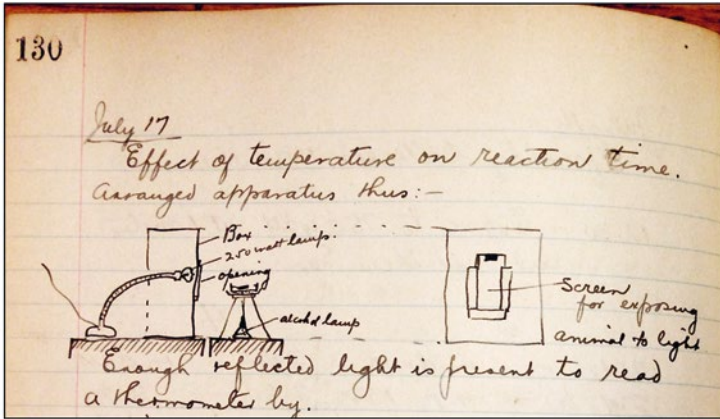 130
July 17
Effect of temperature on reaction time.
Arranged apparatus thus:—
Box
250 watt lamp.
opening
alcohol lamp
Screen
for exposing
animal to light
Enough reflected light is present to read
a thermometer by.